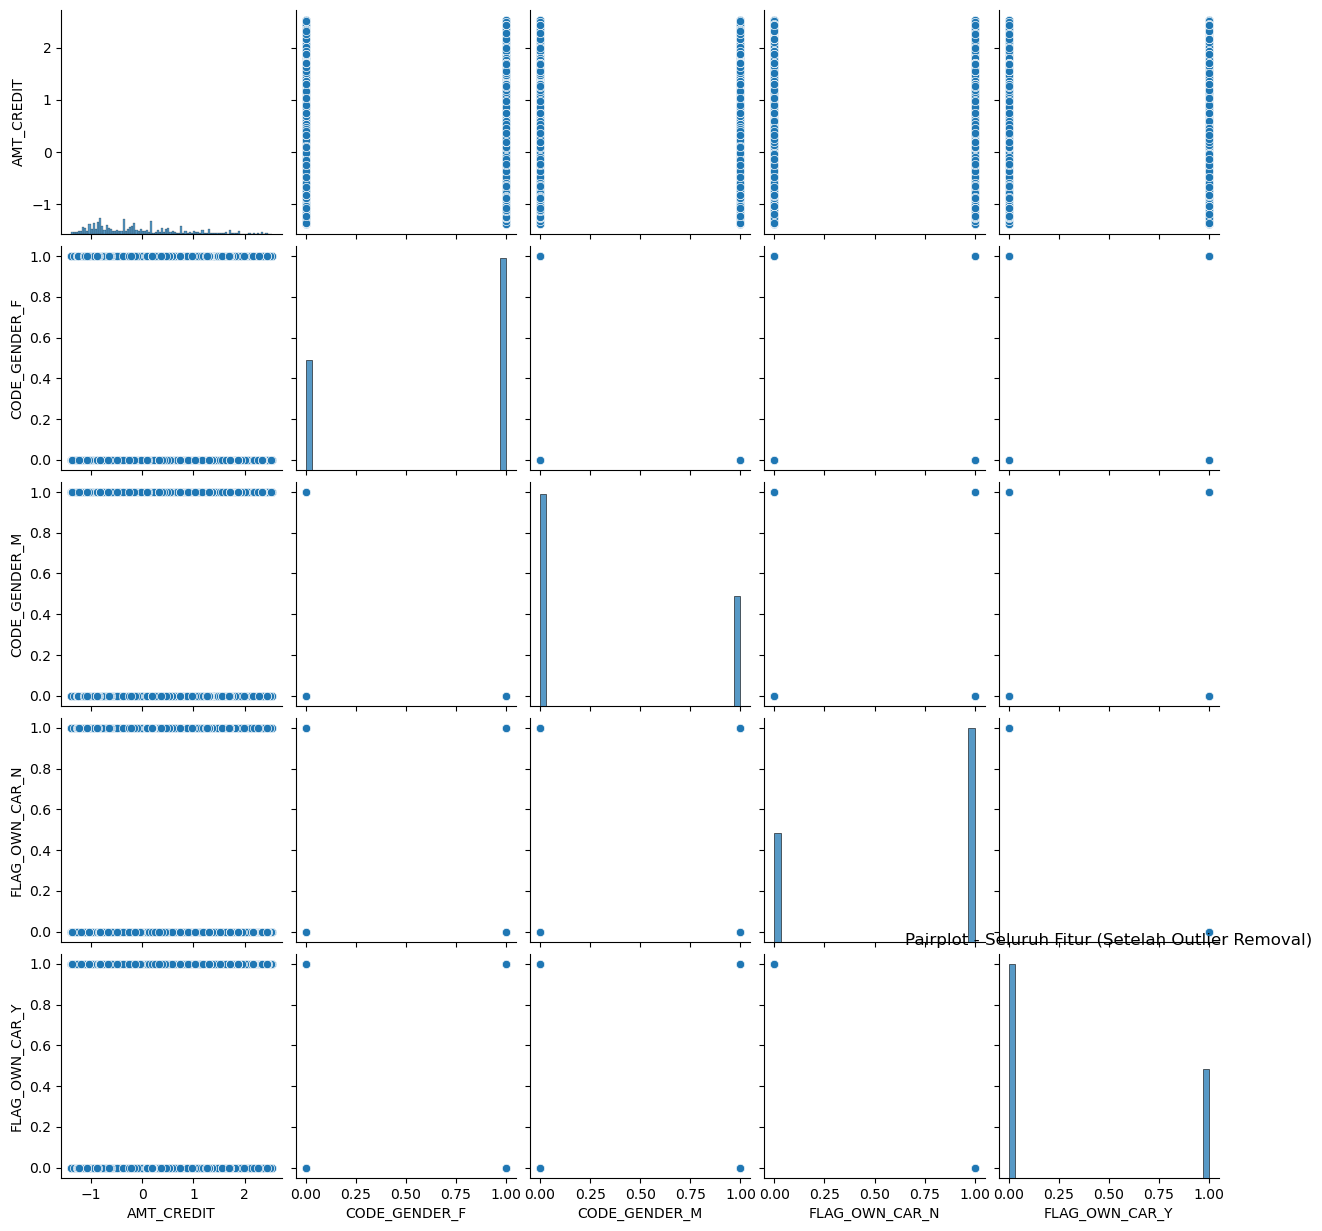 AMT_CREDIT
2
1
0
−1
CODE_GENDER_F
1.0
0.8
0.6
0.4
0.2
0.0
CODE_GENDER_M
1.0
0.8
0.6
0.4
0.2
0.0
FLAG_OWN_CAR_N
1.0
0.8
0.6
0.4
0.2
0.0
Pairplot - Seluruh Fitur (Setelah Outlier Removal)
FLAG_OWN_CAR_Y
1.0
0.8
0.6
0.4
0.2
0.0
−1 0 1 2
0.00 0.25 0.50 0.75 1.00
0.00 0.25 0.50 0.75 1.00
0.00 0.25 0.50 0.75 1.00
0.00 0.25 0.50 0.75 1.00
AMT_CREDIT
CODE_GENDER_F
CODE_GENDER_M
FLAG_OWN_CAR_N
FLAG_OWN_CAR_Y